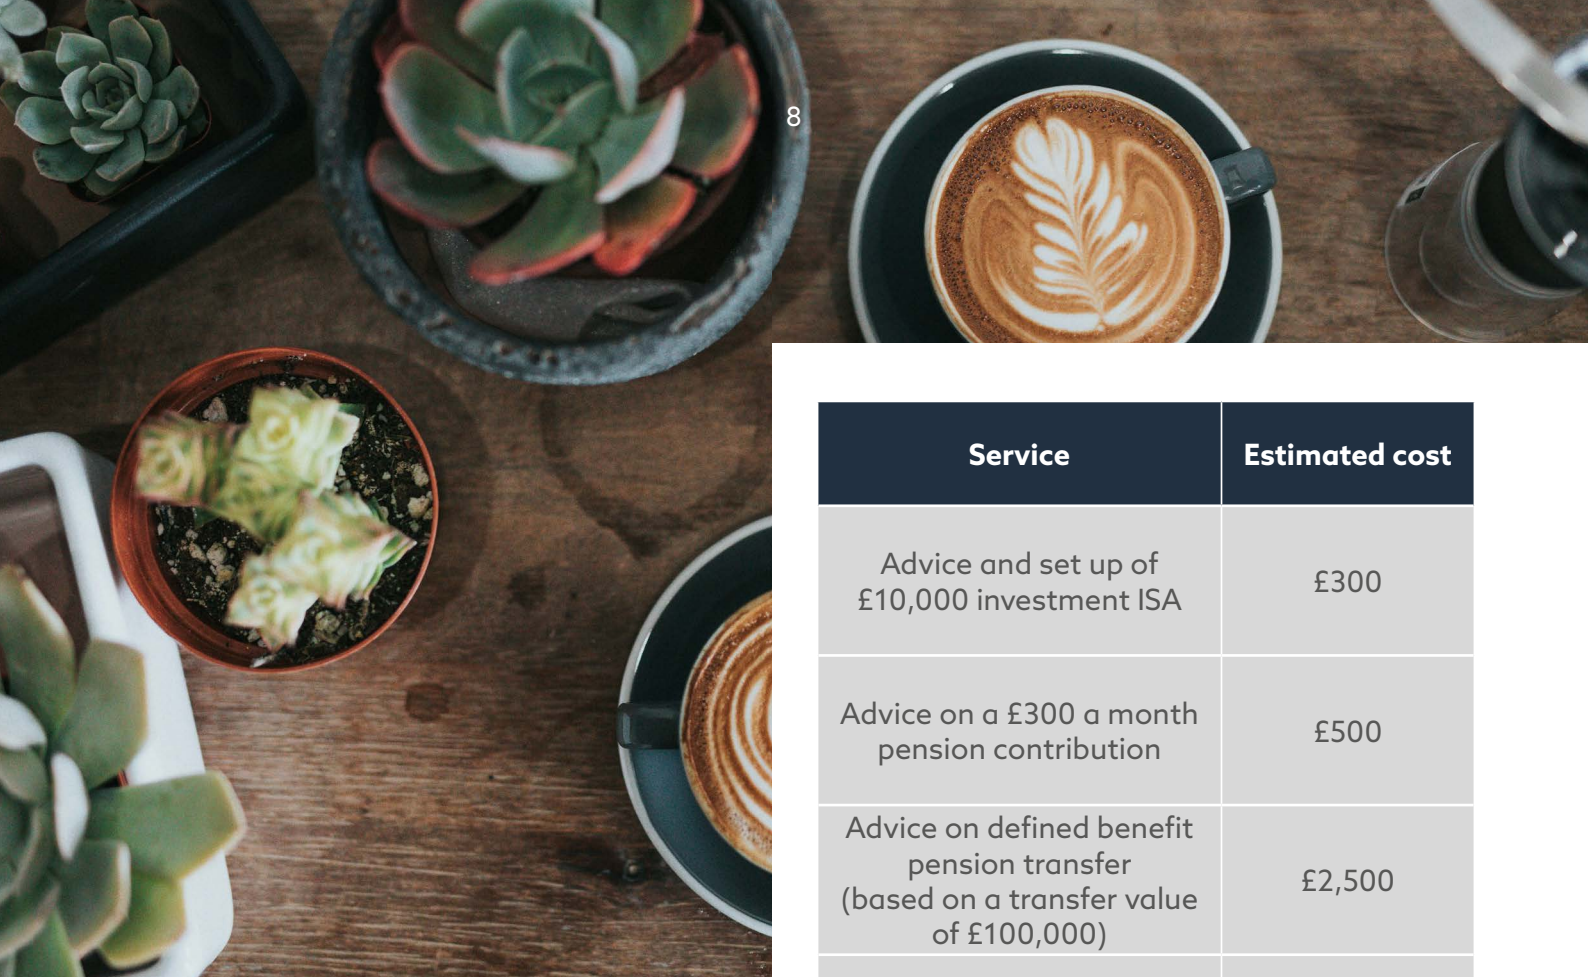 8
Service
Estimated cost
Advice and set up of
£10,000 investment ISA
£300
Advice on a £300 a month
pension contribution
£500
Advice on defined benefit
pension transfer
(based on a transfer value
of £100,000)
£2,500